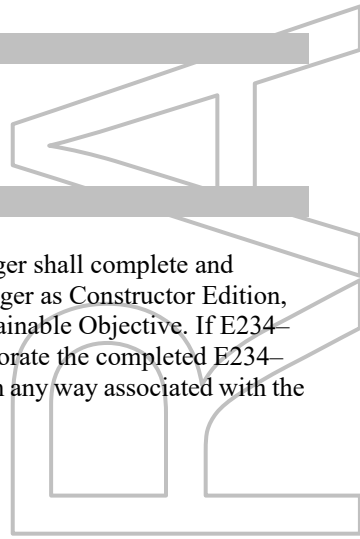 ger shall complete and
ger as Constructor Edition,
ainable Objective. If E234–
orate the completed E234–
any way associated with the